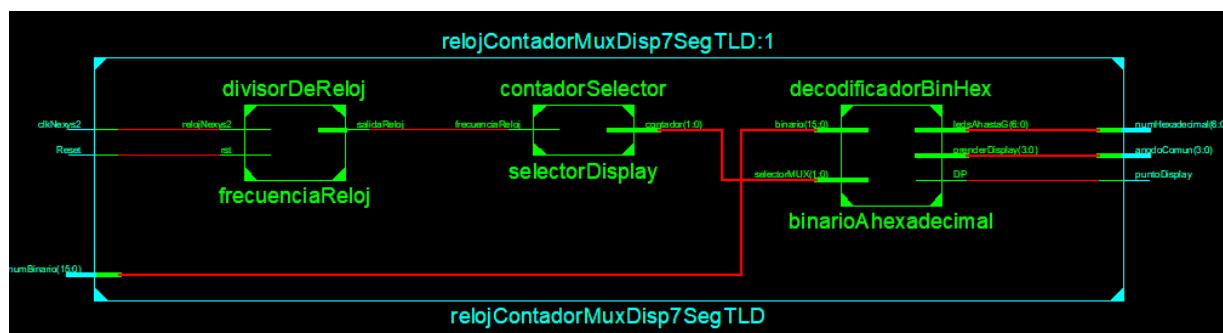 relojContadorMuxDisp7SegTLD:1
divisorDeReloj
contadorSelector
decodificadorBinHex
clkNexys2
relojNexys2
salidaReloj
frecuenciaReloj
contador(1:0)
binario(15:0)
ledsAhastaG(6:0)
numHexadecimal(6:0)
Reset
rst
prenderDisplay(3:0)
anodoComun(3:0)
selectorMUX(1:0)
DP
puntoDisplay
frecuenciaReloj
selectorDisplay
binarioAhexadecimal
numBinario(15:0)
relojContadorMuxDisp7SegTLD